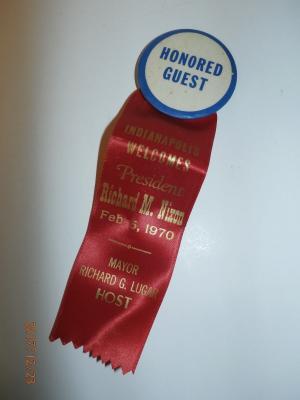 HONORED
GUEST
INDIANAPOLIS
WELCOMES
President
Richard M. Nixon
Feb 5, 1970
MAYOR
RICHARD G. LUGAR
HOST